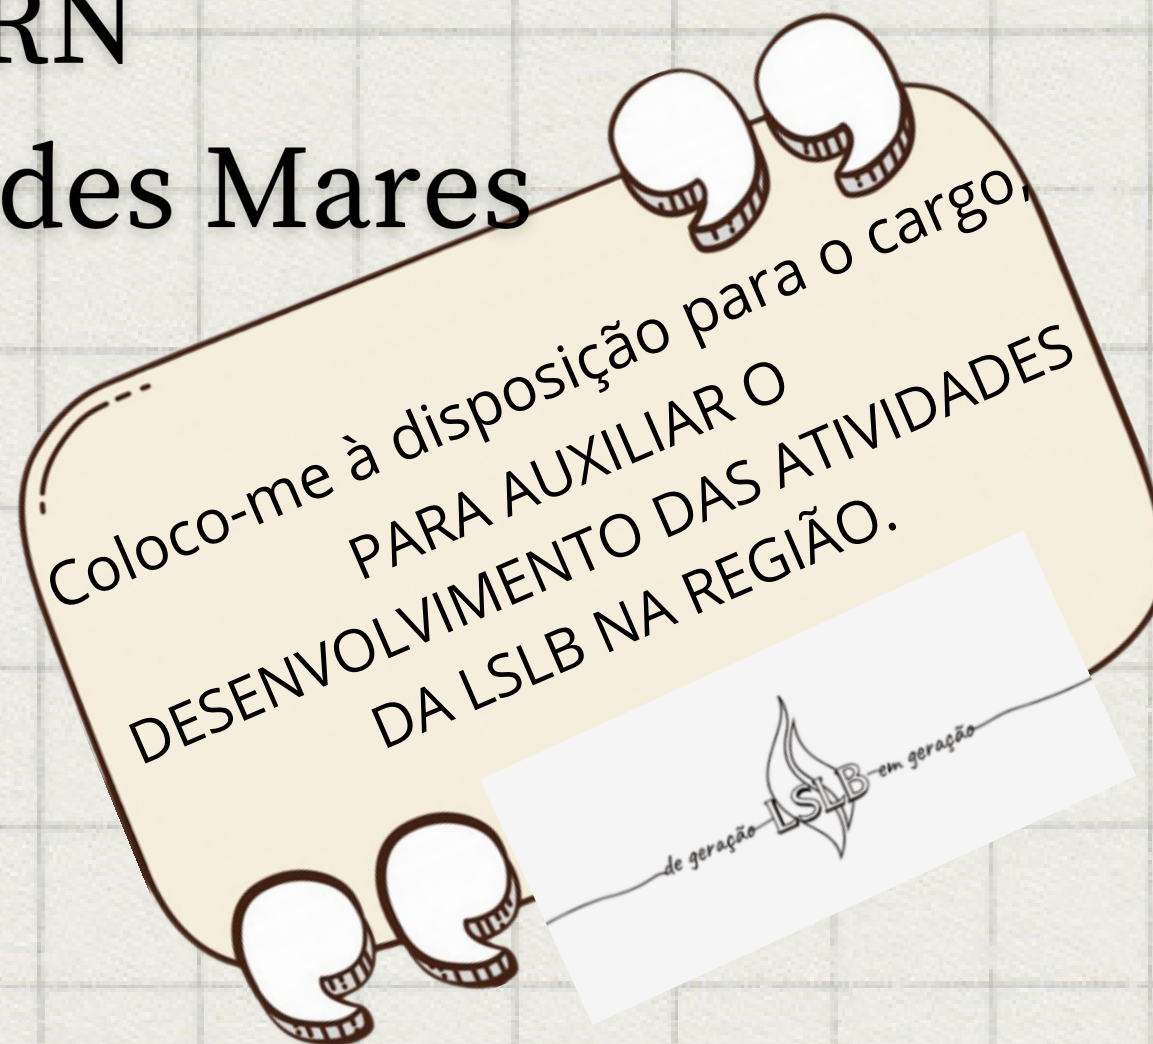 RN
des Mares
Coloco-me à disposição para o cargo,
PARA AUXILIAR O
DESENVOLVIMENTO DAS ATIVIDADES
DA LSLB NA REGIÃO.
de geração LSLB em geração